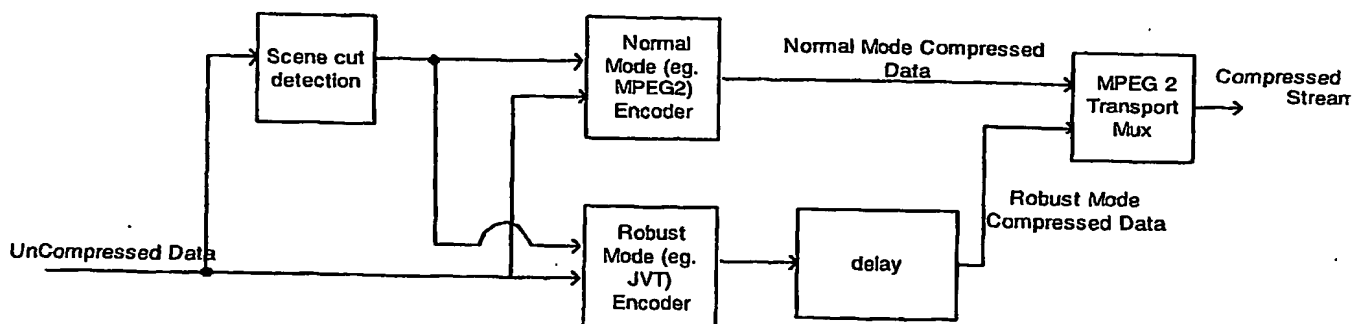 Scene cut
detection
Normal
Mode (eg.
MPEG2)
Encoder
Normal Mode Compressed
Data
MPEG 2
Transport
Mux
Compressed
Stream
UnCompressed Data
Robust
Mode (eg.
JVT)
Encoder
delay
Robust Mode
Compressed Data